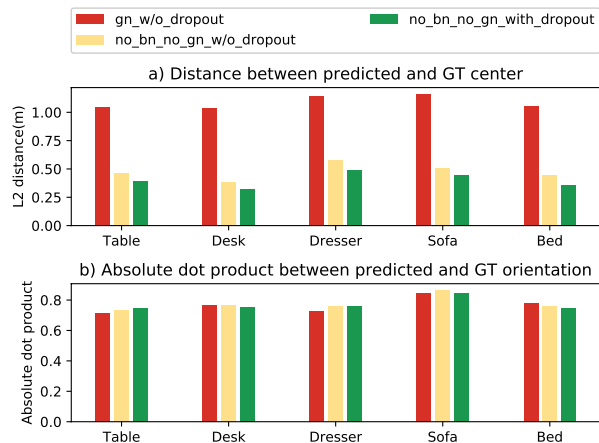 gn_w/o_dropout
no_bn_no_gn_w/o_dropout
no_bn_no_gn_with_dropout
a) Distance between predicted and GT center
L2 distance(m)
1.00
0.75
0.50
0.25
0.00
Table Desk Dresser Sofa Bed
b) Absolute dot product between predicted and GT orientation
Absolute dot product
0.8
0.6
0.4
0.2
0.0
Table Desk Dresser Sofa Bed